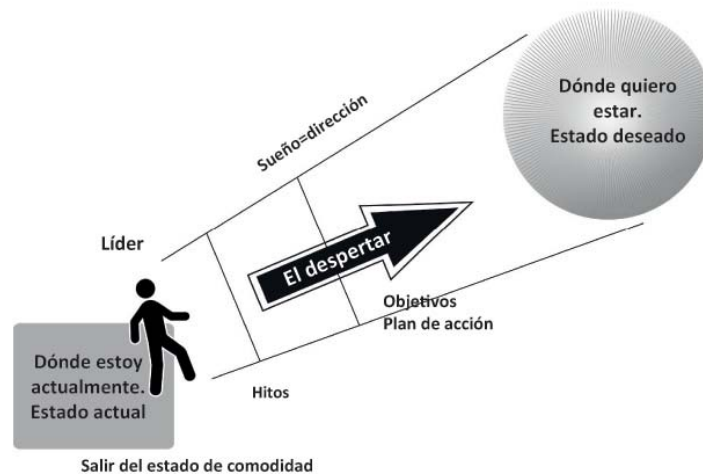 Dónde quiero
estar.
Estado deseado
Sueño=dirección
Líder
El despertar
Objetivos
Plan de acción
Dónde estoy
actualmente.
Estado actual
Hitos
Salir del estado de comodidad